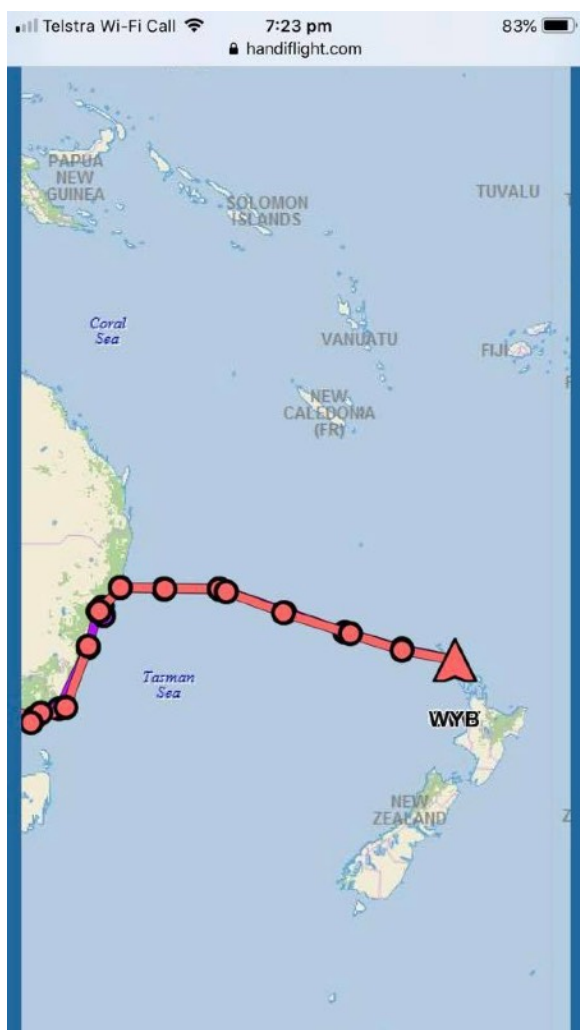 Telstra Wi-Fi Call 7:23 pm 83%
handiflight.com
PAPUA
NEW
GUINEA
SOLOMON
ISLANDS
TUVALU
Coral
Sea
VANUATU
FIJI
NEW
CALEDONIA
(FR)
Tasman
Sea
WYB
NEW
ZEALAND